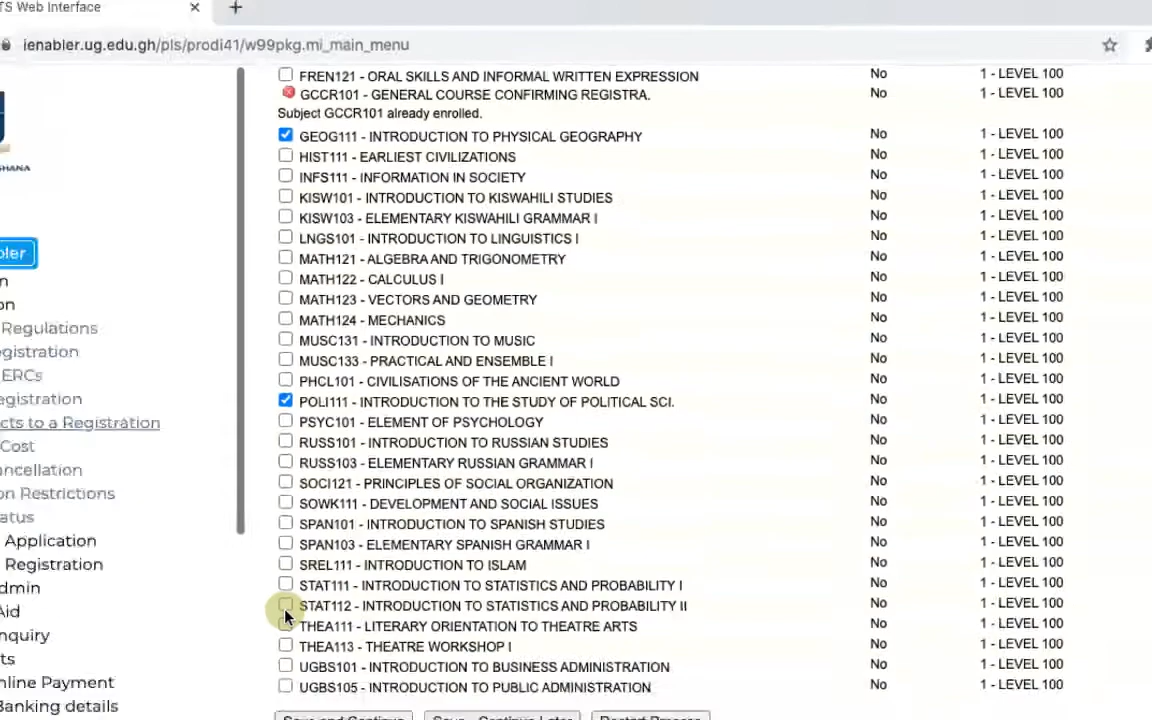 TS Web Interface
ienabler.ug.edu.gh/pls/prodi41/w99pkg.mi_main_menu
FREN121 - ORAL SKILLS AND INFORMAL WRITTEN EXPRESSION No 1 - LEVEL 100
GCCR101 - GENERAL COURSE CONFIRMING REGISTRA. No 1 - LEVEL 100
Subject GCCR101 already enrolled.
GEOG111 - INTRODUCTION TO PHYSICAL GEOGRAPHY No 1 - LEVEL 100
HIST111 - EARLIEST CIVILIZATIONS No 1 - LEVEL 100
INFS111 - INFORMATION IN SOCIETY No 1 - LEVEL 100
KISW101 - INTRODUCTION TO KISWAHILI STUDIES No 1 - LEVEL 100
KISW103 - ELEMENTARY KISWAHILI GRAMMAR I No 1 - LEVEL 100
LNGS101 - INTRODUCTION TO LINGUISTICS I No 1 - LEVEL 100
MATH121 - ALGEBRA AND TRIGONOMETRY No 1 - LEVEL 100
MATH122 - CALCULUS I No 1 - LEVEL 100
MATH123 - VECTORS AND GEOMETRY No 1 - LEVEL 100
MATH124 - MECHANICS No 1 - LEVEL 100
MUSC131 - INTRODUCTION TO MUSIC No 1 - LEVEL 100
MUSC133 - PRACTICAL AND ENSEMBLE I No 1 - LEVEL 100
PHCL101 - CIVILISATIONS OF THE ANCIENT WORLD No 1 - LEVEL 100
POLI111 - INTRODUCTION TO THE STUDY OF POLITICAL SCI. No 1 - LEVEL 100
PSYC101 - ELEMENT OF PSYCHOLOGY No 1 - LEVEL 100
RUSS101 - INTRODUCTION TO RUSSIAN STUDIES No 1 - LEVEL 100
RUSS103 - ELEMENTARY RUSSIAN GRAMMAR I No 1 - LEVEL 100
SOCI121 - PRINCIPLES OF SOCIAL ORGANIZATION No 1 - LEVEL 100
SOWK111 - DEVELOPMENT AND SOCIAL ISSUES No 1 - LEVEL 100
SPAN101 - INTRODUCTION TO SPANISH STUDIES No 1 - LEVEL 100
SPAN103 - ELEMENTARY SPANISH GRAMMAR I No 1 - LEVEL 100
SREL111 - INTRODUCTION TO ISLAM No 1 - LEVEL 100
STAT111 - INTRODUCTION TO STATISTICS AND PROBABILITY I No 1 - LEVEL 100
STAT112 - INTRODUCTION TO STATISTICS AND PROBABILITY II No 1 - LEVEL 100
THEA111 - LITERARY ORIENTATION TO THEATRE ARTS No 1 - LEVEL 100
THEA113 - THEATRE WORKSHOP I No 1 - LEVEL 100
UGBS101 - INTRODUCTION TO BUSINESS ADMINISTRATION No 1 - LEVEL 100
UGBS105 - INTRODUCTION TO PUBLIC ADMINISTRATION No 1 - LEVEL 100
Save and Continue Save - Continue Later Restart Process
HANA
bler
n
on
Regulations
gistration
ERCs
egistration
cts to a Registration
Cost
ancellation
on Restrictions
tatus
Application
Registration
dmin
Aid
nquiry
ts
nline Payment
Banking details